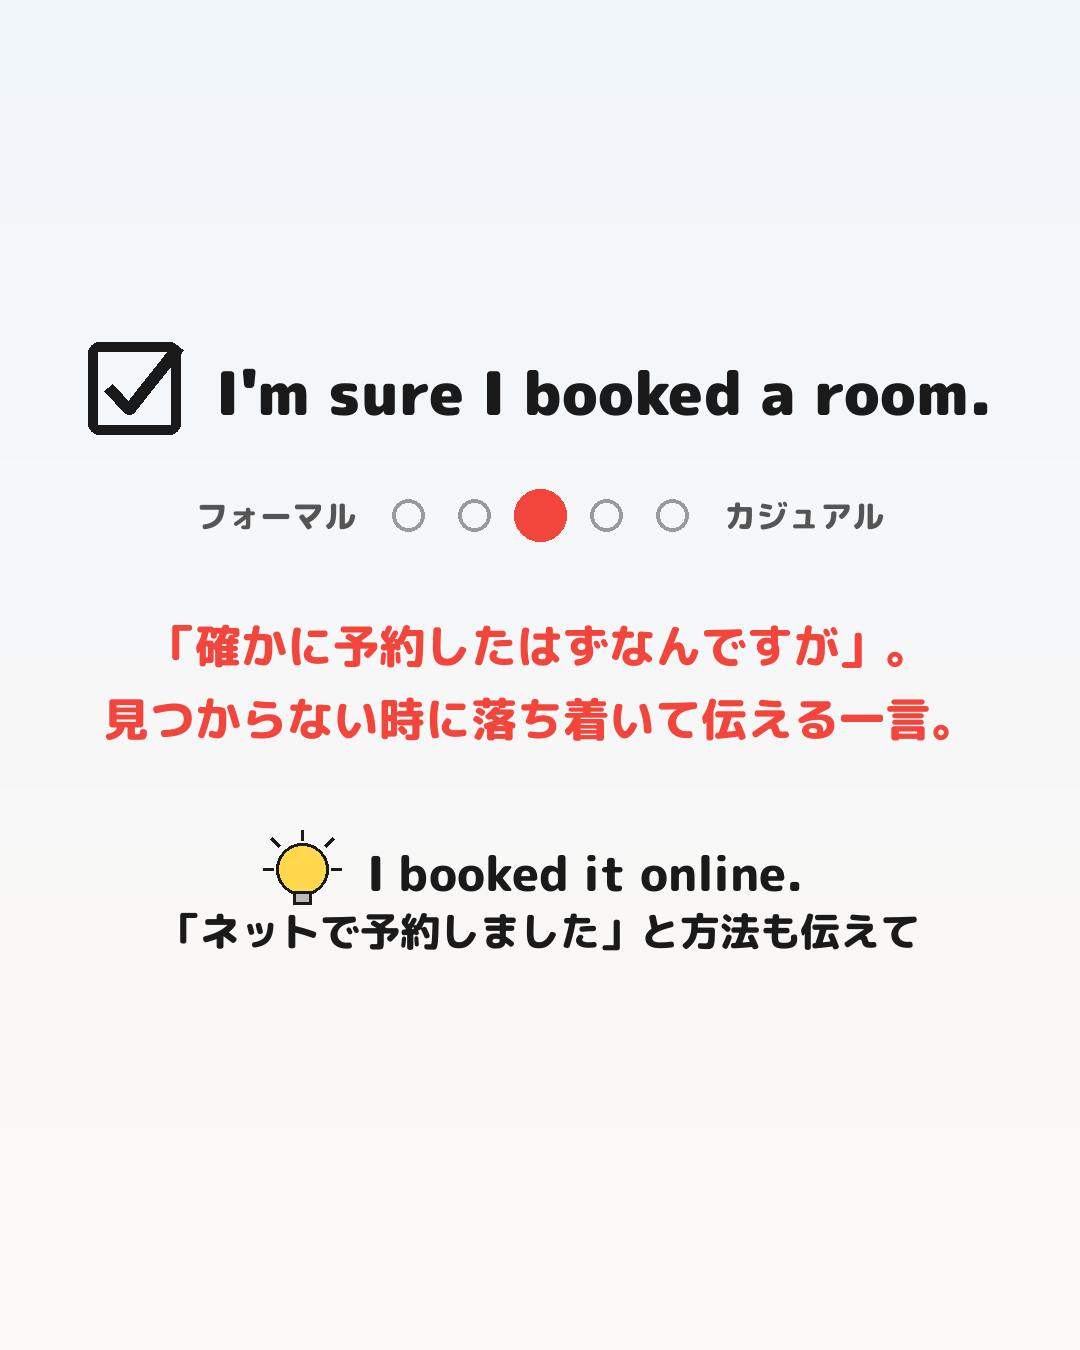 I'm sure I booked a room.
フォーマル カジュアル
「確かに予約したはずなんですが」。
見つからない時に落ち着いて伝える一言。
I booked it online.
「ネットで予約しました」と方法も伝えて